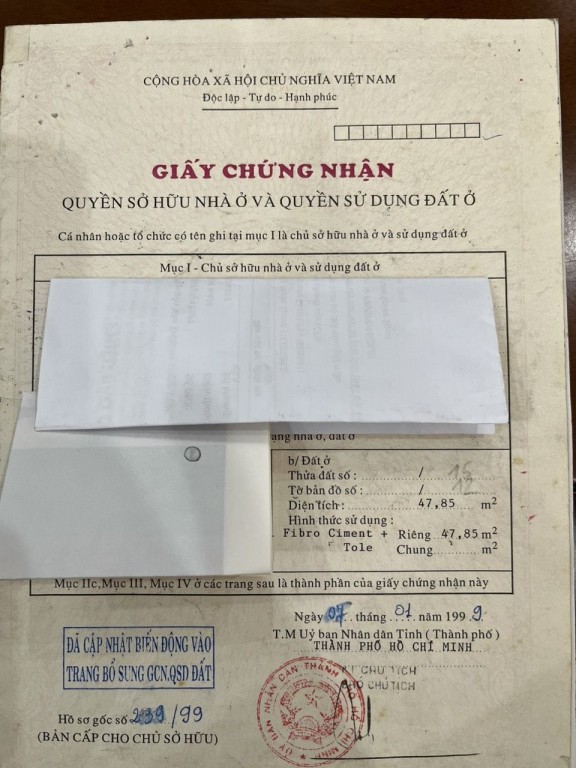 CỘNG HÒA XÃ HỘI CHỦ NGHĨA VIỆT NAM
Độc lập - Tự do - Hạnh phúc
GIẤY CHỨNG NHẬN
QUYỀN SỞ HỮU NHÀ Ở VÀ QUYỀN SỬ DỤNG ĐẤT Ở
Cá nhân hoặc tổ chức có tên ghi tại mục I là chủ sở hữu nhà ở và sử dụng đất ở
Mục I - Chủ sở hữu nhà ở và sử dụng đất ở
nhà ở, đất ở
b/ Đất ở
Thửa đất số : / 15
Tờ bản đồ số : / 12
Diện tích : 47,85 m2
Hình thức sử dụng :
Fibro Ciment + Riêng 47,85 m2
Tole Chung m2
Mục IIc, Mục III, Mục IV ở các trang sau là thành phần của giấy chứng nhận này
Ngày 07 tháng 01 năm 1999.
T.M Uỷ ban Nhân dân Tỉnh ( Thành phố )
THÀNH PHỐ HỒ CHÍ MINH
CHỦ TỊCH
PHÓ CHỦ TỊCH
ĐÃ CẬP NHẬT BIẾN ĐỘNG VÀO
TRANG BỔ SUNG GCN.QSD ĐẤT
Hồ sơ gốc số 239/99
(BẢN CẤP CHO CHỦ SỞ HỮU)